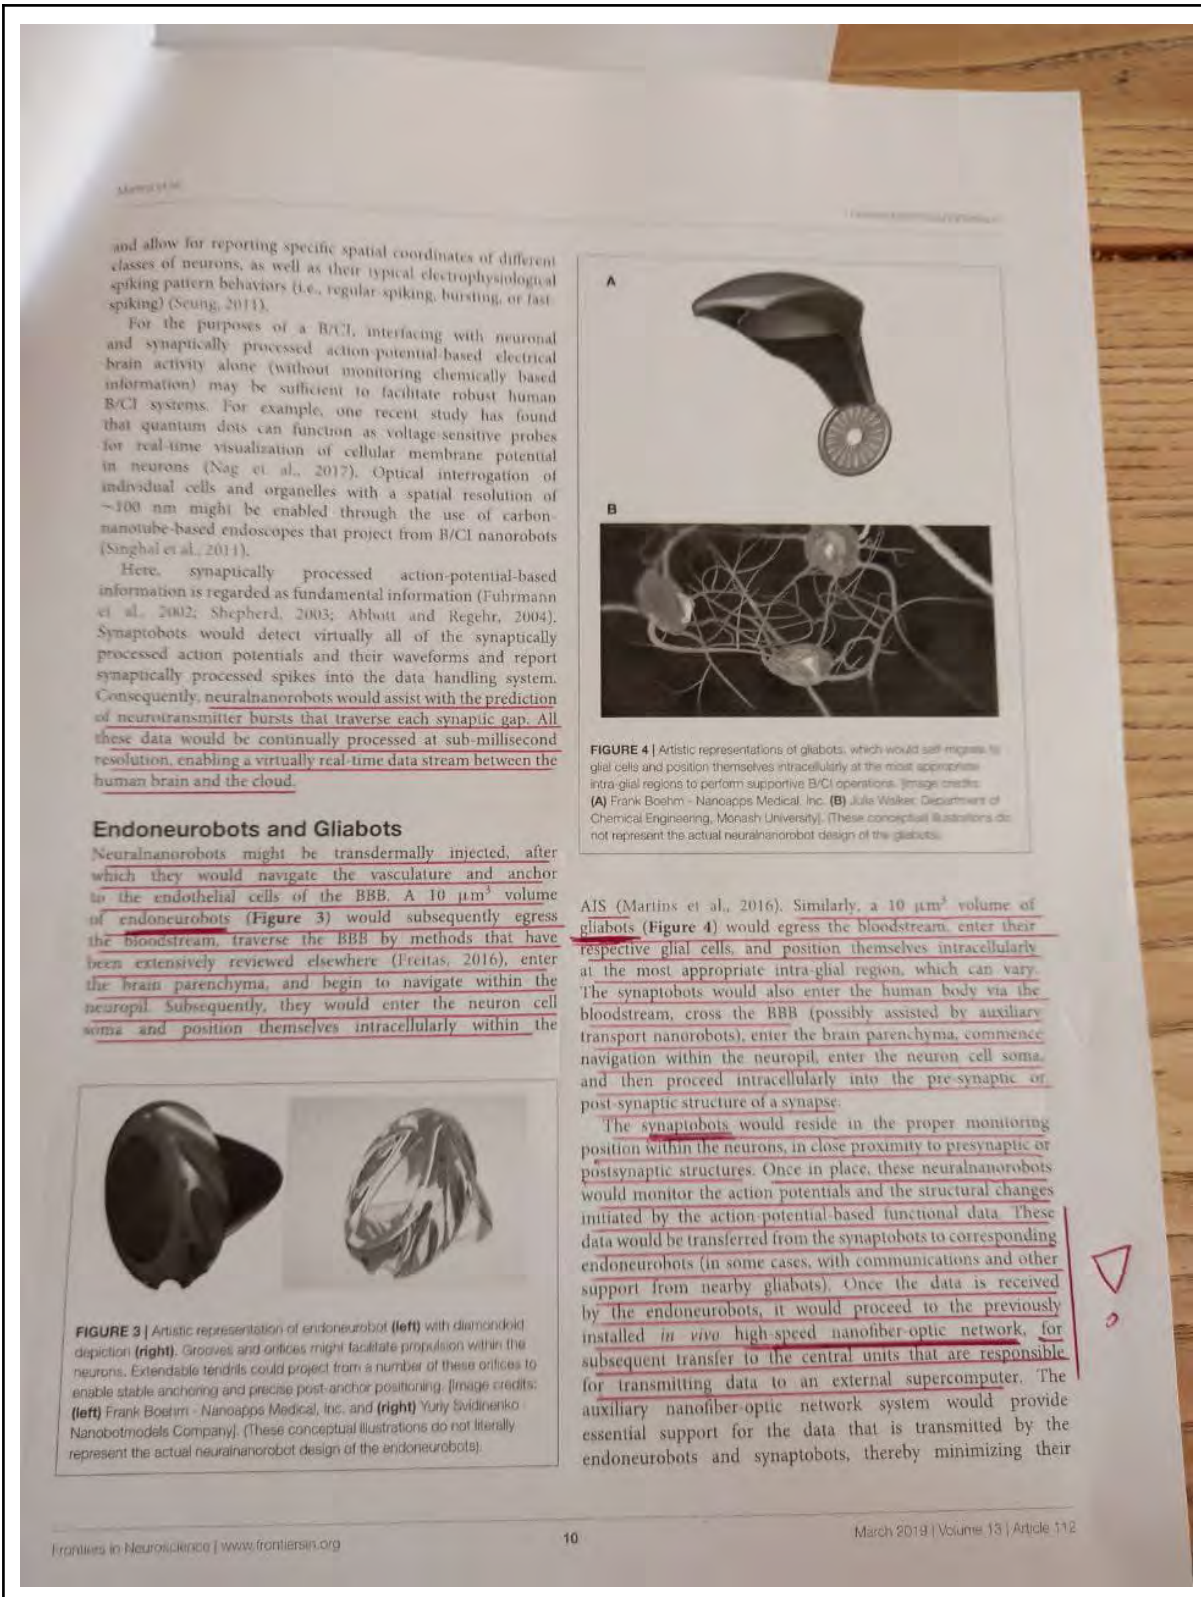 Martins et al.
and allow for reporting specific spatial coordinates of different
classes of neurons, as well as their typical electrophysiological
spiking pattern behaviors (i.e., regular spiking, bursting, or fast
spiking) (Seung, 2011).
For the purposes of a B/CI, interfacing with neuronal
and synaptically processed action-potential-based electrical
brain activity alone (without monitoring chemically based
information) may be sufficient to facilitate robust human
B/CI systems. For example, one recent study has found
that quantum dots can function as voltage-sensitive probes
for real-time visualization of cellular membrane potential
in neurons (Nag et al., 2017). Optical interrogation of
individual cells and organelles with a spatial resolution of
~100 nm might be enabled through the use of carbon-
nanotube-based endoscopes that project from B/CI nanorobots
(Singhal et al., 2011).
Here, synaptically processed action-potential-based
information is regarded as fundamental information (Fuhrmann
et al., 2002; Shepherd, 2003; Abbott and Regehr, 2004).
Synaptobots would detect virtually all of the synaptically
processed action potentials and their waveforms and report
synaptically processed spikes into the data handling system.
Consequently, neuralnanorobots would assist with the prediction
of neurotransmitter bursts that traverse each synaptic gap. All
these data would be continually processed at sub-millisecond
resolution, enabling a virtually real-time data stream between the
human brain and the cloud.
Endoneurobots and Gliabots
Neuralnanorobots might be transdermally injected, after
which they would navigate the vasculature and anchor
to the endothelial cells of the BBB. A 10 μm³ volume
of endoneurobots (Figure 3) would subsequently egress
the bloodstream, traverse the BBB by methods that have
been extensively reviewed elsewhere (Freitas, 2016), enter
the brain parenchyma, and begin to navigate within the
neuropil. Subsequently, they would enter the neuron cell
soma and position themselves intracellularly within the
FIGURE 3 | Artistic representation of endoneurobot (left) with diamondoid
depiction (right). Grooves and orifices might facilitate propulsion within the
neurons. Extendable tendrils could project from a number of these orifices to
enable stable anchoring and precise post-anchor positioning. [Image credits:
(left) Frank Boehm - Nanoapps Medical, Inc. and (right) Yuriy Svidinenko -
Nanobotmodels Company]. (These conceptual illustrations do not literally
represent the actual neuralnanorobot design of the endoneurobots).
A
B
FIGURE 4 | Artistic representations of gliabots, which would self-migrate to
glial cells and position themselves intracellularly at the most appropriate
intra-glial regions to perform supportive B/CI operations. [Image credits:
(A) Frank Boehm - Nanoapps Medical, Inc. (B) Julia Walker, Department of
Chemical Engineering, Monash University]. (These conceptual illustrations do
not represent the actual neuralnanorobot design of the gliabots).
AIS (Martins et al., 2016). Similarly, a 10 μm³ volume of
gliabots (Figure 4) would egress the bloodstream, enter their
respective glial cells, and position themselves intracellularly
at the most appropriate intra-glial region, which can vary.
The synaptobots would also enter the human body via the
bloodstream, cross the BBB (possibly assisted by auxiliary
transport nanorobots), enter the brain parenchyma, commence
navigation within the neuropil, enter the neuron cell soma,
and then proceed intracellularly into the pre-synaptic or
post-synaptic structure of a synapse.
The synaptobots would reside in the proper monitoring
position within the neurons, in close proximity to presynaptic or
postsynaptic structures. Once in place, these neuralnanorobots
would monitor the action potentials and the structural changes
initiated by the action-potential-based functional data. These
data would be transferred from the synaptobots to corresponding
endoneurobots (in some cases, with communications and other
support from nearby gliabots). Once the data is received
by the endoneurobots, it would proceed to the previously
installed in vivo high-speed nanofiber-optic network, for
subsequent transfer to the central units that are responsible
for transmitting data to an external supercomputer. The
auxiliary nanofiber-optic network system would provide
essential support for the data that is transmitted by the
endoneurobots and synaptobots, thereby minimizing their
Frontiers in Neuroscience | www.frontiersin.org
10
March 2019 | Volume 13 | Article 112